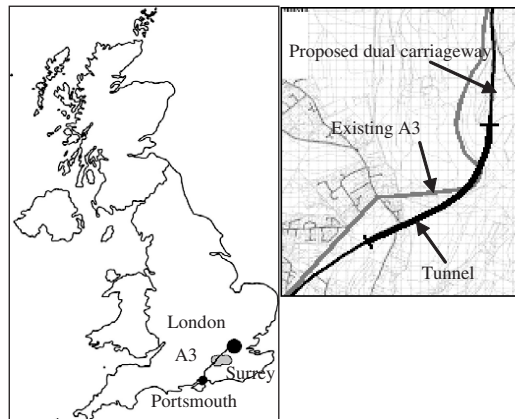 London
A3
Surrey
Portsmouth
Proposed dual carriageway
Existing A3
Tunnel